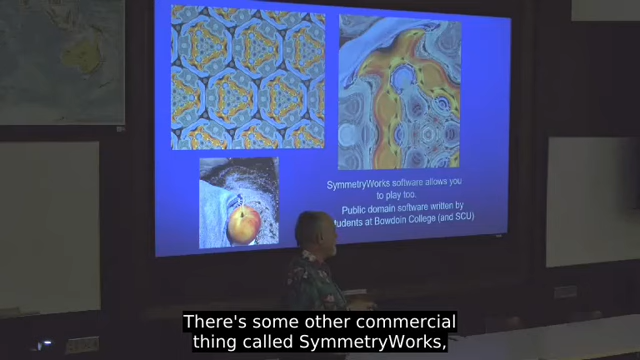 SymmetryWorks software allows you
to play too.
Public domain software written by
students at Bowdoin College (and SCU)
There's some other commercial
thing called SymmetryWorks,